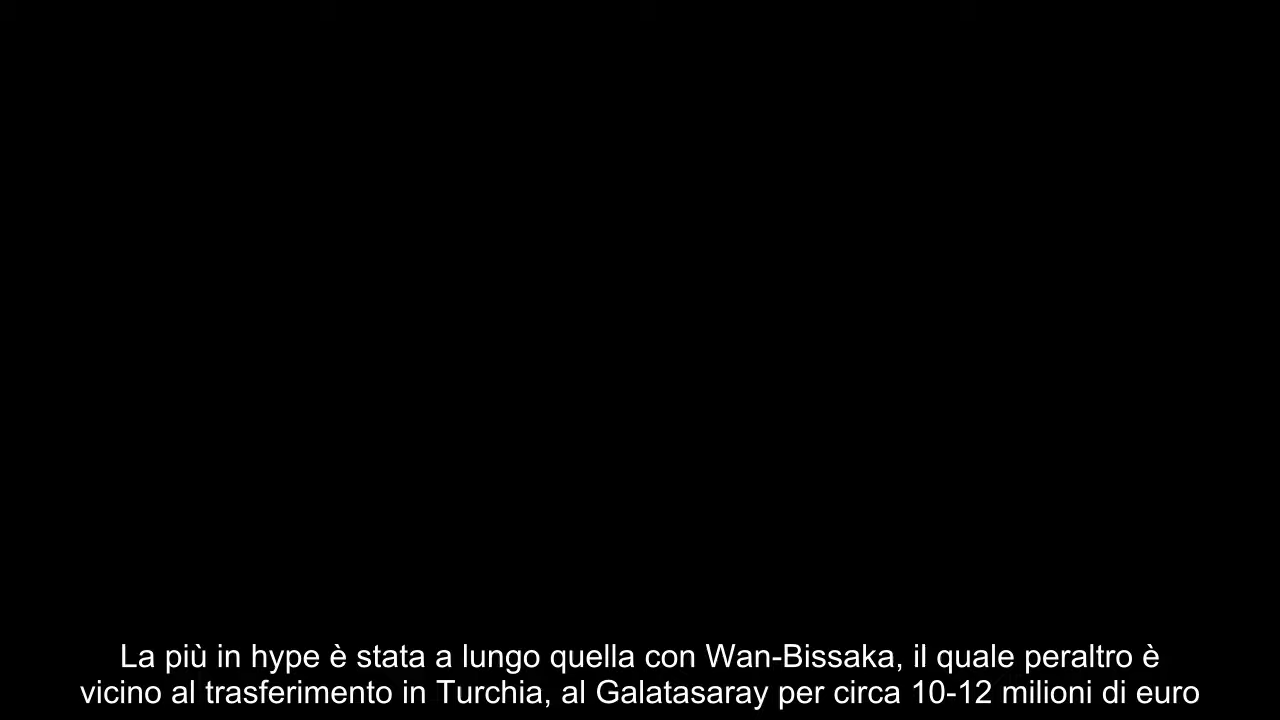 La più in hype è stata a lungo quella con Wan-Bissaka, il quale peraltro è
vicino al trasferimento in Turchia, al Galatasaray per circa 10-12 milioni di euro